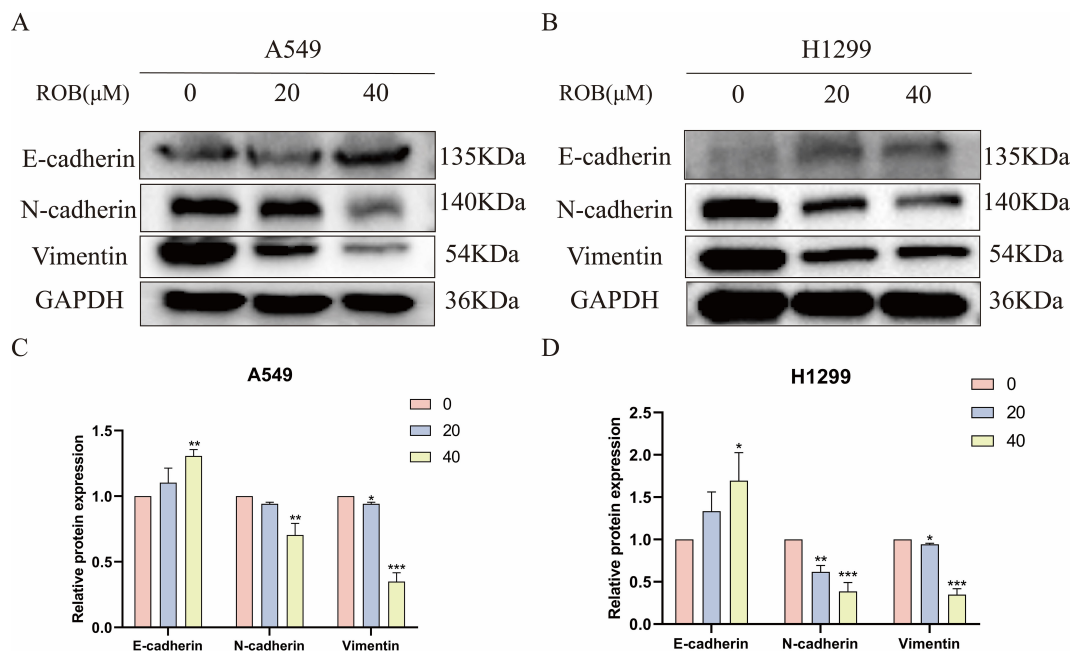 A
A549
ROB(μM) 0 20 40
E-cadherin 135KDa
N-cadherin 140KDa
Vimentin 54KDa
GAPDH 36KDa
B
H1299
ROB(μM) 0 20 40
E-cadherin 135KDa
N-cadherin 140KDa
Vimentin 54KDa
GAPDH 36KDa
C
A549
Relative protein expression
1.5
1.0
0.5
0.0
**
**
*
***
E-cadherin N-cadherin Vimentin
0
20
40
D
H1299
Relative protein expression
2.5
2.0
1.5
1.0
0.5
0.0
*
**
***
*
***
E-cadherin N-cadherin Vimentin
0
20
40